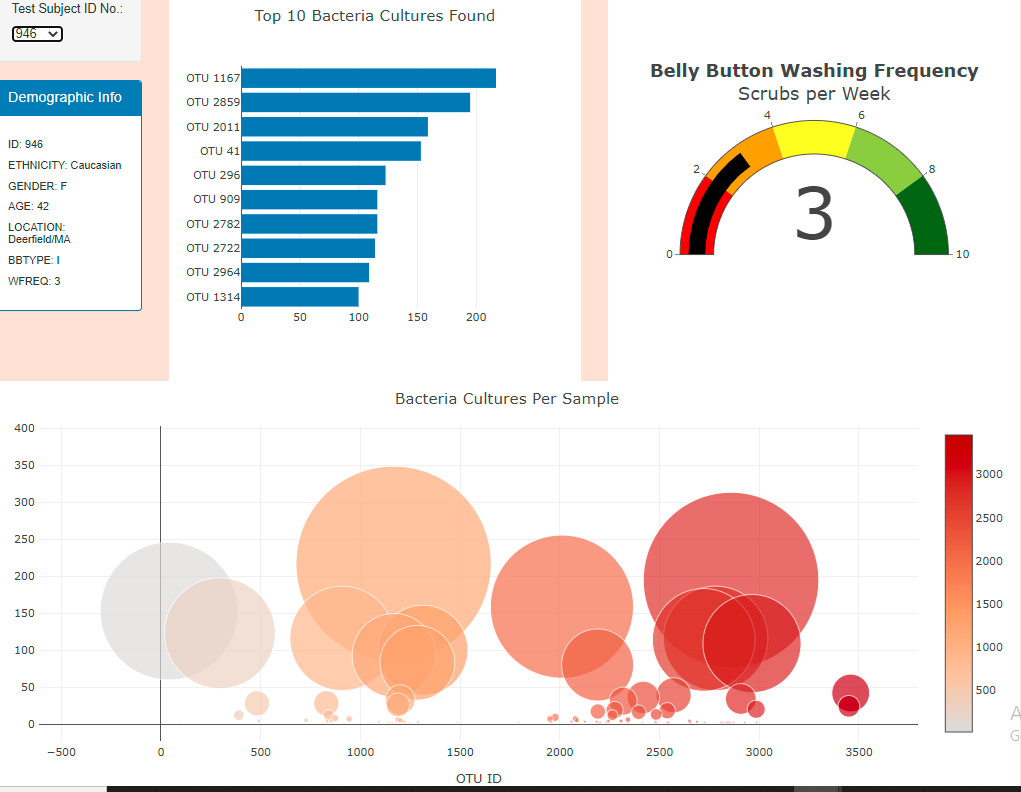 Test Subject ID No.:
946
Demographic Info
ID: 946
ETHNICITY: Caucasian
GENDER: F
AGE: 42
LOCATION:
Deerfield/MA
BBTYPE: I
WFREQ: 3
Top 10 Bacteria Cultures Found
OTU 1167
OTU 2859
OTU 2011
OTU 41
OTU 296
OTU 909
OTU 2782
OTU 2722
OTU 2964
OTU 1314
0 50 100 150 200
Belly Button Washing Frequency
Scrubs per Week
0 2 4 6 8 10
3
Bacteria Cultures Per Sample
400
350
300
250
200
150
100
50
0
−500 0 500 1000 1500 2000 2500 3000 3500
OTU ID
3000
2500
2000
1500
1000
500